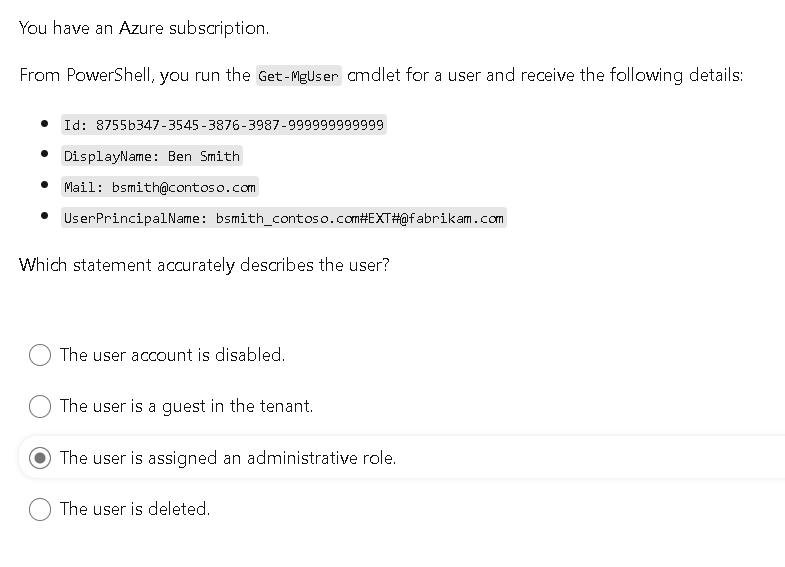 You have an Azure subscription.
From PowerShell, you run the Get-MgUser cmdlet for a user and receive the following details:
Id: 8755b347-3545-3876-3987-999999999999
DisplayName: Ben Smith
Mail: bsmith@contoso.com
UserPrincipalName: bsmith_contoso.com#EXT#@fabrikam.com
Which statement accurately describes the user?
The user account is disabled.
The user is a guest in the tenant.
The user is assigned an administrative role.
The user is deleted.